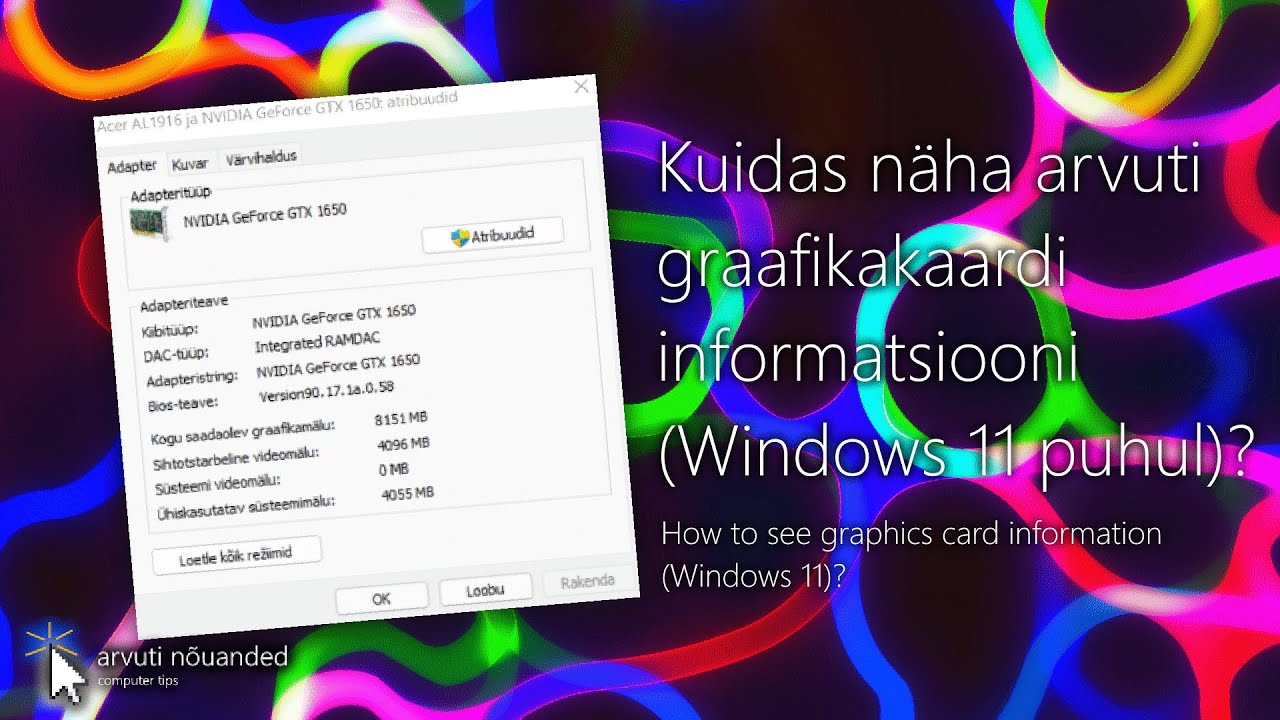 Acer AL1916 ja NVIDIA GeForce GTX 1650: atribuudid
Adapter Kuvar Värvihaldus
Adapteritüüp
NVIDIA GeForce GTX 1650
Atribuudid
Adapteriteave
Kiibitüüp: NVIDIA GeForce GTX 1650
DAC-tüüp: Integrated RAMDAC
Adapteristring: NVIDIA GeForce GTX 1650
Bios-teave: Version90.17.1a.0.58
Kogu saadaolev graafikamälu: 8151 MB
Sihtotstarbeline videomälu: 4096 MB
Süsteemi videomälu: 0 MB
Ühiskasutatav süsteemimälu: 4055 MB
Loetle kõik režiimid
OK Loobu Rakenda
Kuidas näha arvuti
graafikakaardi
informatsiooni
(Windows 11 puhul)?
How to see graphics card information
(Windows 11)?
arvuti nõuanded
computer tips